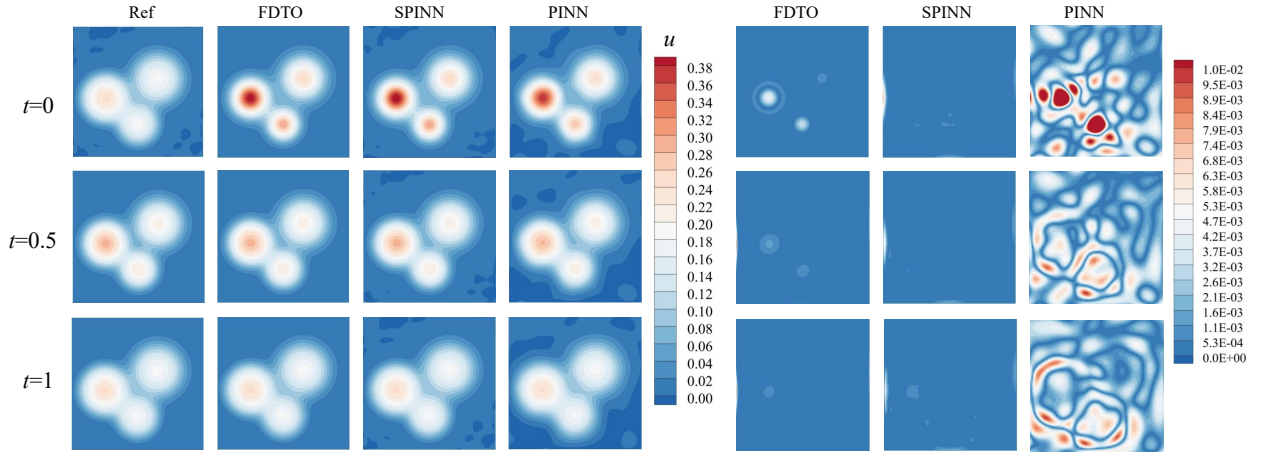 Ref FDTO SPINN PINN FDTO SPINN PINN
u
t=0
t=0.5
t=1
0.38
0.36
0.34
0.32
0.30
0.28
0.26
0.24
0.22
0.20
0.18
0.16
0.14
0.12
0.10
0.08
0.06
0.04
0.02
0.00
1.0E-02
9.5E-03
8.9E-03
8.4E-03
7.9E-03
7.4E-03
6.8E-03
6.3E-03
5.8E-03
5.3E-03
4.7E-03
4.2E-03
3.7E-03
3.2E-03
2.6E-03
2.1E-03
1.6E-03
1.1E-03
5.3E-04
0.0E+00